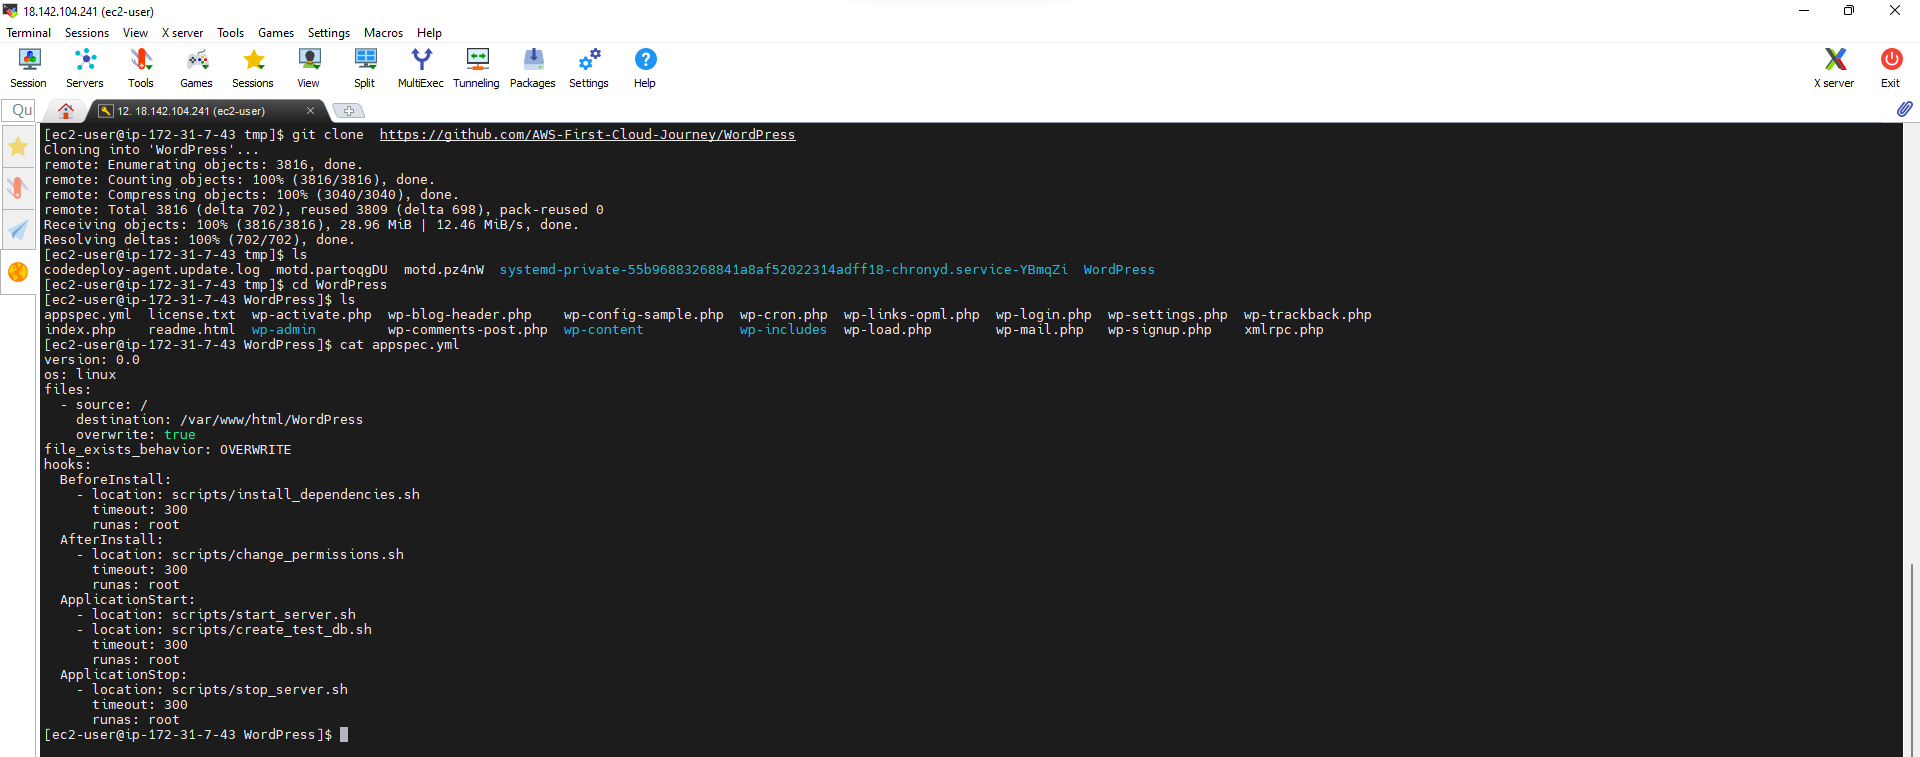 18.142.104.241 (ec2-user)
Terminal Sessions View X server Tools Games Settings Macros Help
Session Servers Tools Games Sessions View Split MultiExec Tunneling Packages Settings Help X server Exit
Qu 12. 18.142.104.241 (ec2-user)
[ec2-user@ip-172-31-7-43 tmp]$ git clone  https://github.com/AWS-First-Cloud-Journey/WordPress
Cloning into 'WordPress'...
remote: Enumerating objects: 3816, done.
remote: Counting objects: 100% (3816/3816), done.
remote: Compressing objects: 100% (3040/3040), done.
remote: Total 3816 (delta 702), reused 3809 (delta 698), pack-reused 0
Receiving objects: 100% (3816/3816), 28.96 MiB | 12.46 MiB/s, done.
Resolving deltas: 100% (702/702), done.
[ec2-user@ip-172-31-7-43 tmp]$ ls
codedeploy-agent.update.log  motd.partoqgDU  motd.pz4nW  systemd-private-55b96883268841a8af52022314adff18-chronyd.service-YBmqZi  WordPress
[ec2-user@ip-172-31-7-43 tmp]$ cd WordPress
[ec2-user@ip-172-31-7-43 WordPress]$ ls
appspec.yml  license.txt  wp-activate.php  wp-blog-header.php    wp-config-sample.php  wp-cron.php  wp-links-opml.php  wp-login.php  wp-settings.php  wp-trackback.php
index.php    readme.html  wp-admin         wp-comments-post.php  wp-content            wp-includes  wp-load.php        wp-mail.php   wp-signup.php    xmlrpc.php
[ec2-user@ip-172-31-7-43 WordPress]$ cat appspec.yml
version: 0.0
os: linux
files:
  - source: /
    destination: /var/www/html/WordPress
    overwrite: true
file_exists_behavior: OVERWRITE
hooks:
  BeforeInstall:
    - location: scripts/install_dependencies.sh
      timeout: 300
      runas: root
  AfterInstall:
    - location: scripts/change_permissions.sh
      timeout: 300
      runas: root
  ApplicationStart:
    - location: scripts/start_server.sh
    - location: scripts/create_test_db.sh
      timeout: 300
      runas: root
  ApplicationStop:
    - location: scripts/stop_server.sh
      timeout: 300
      runas: root
[ec2-user@ip-172-31-7-43 WordPress]$